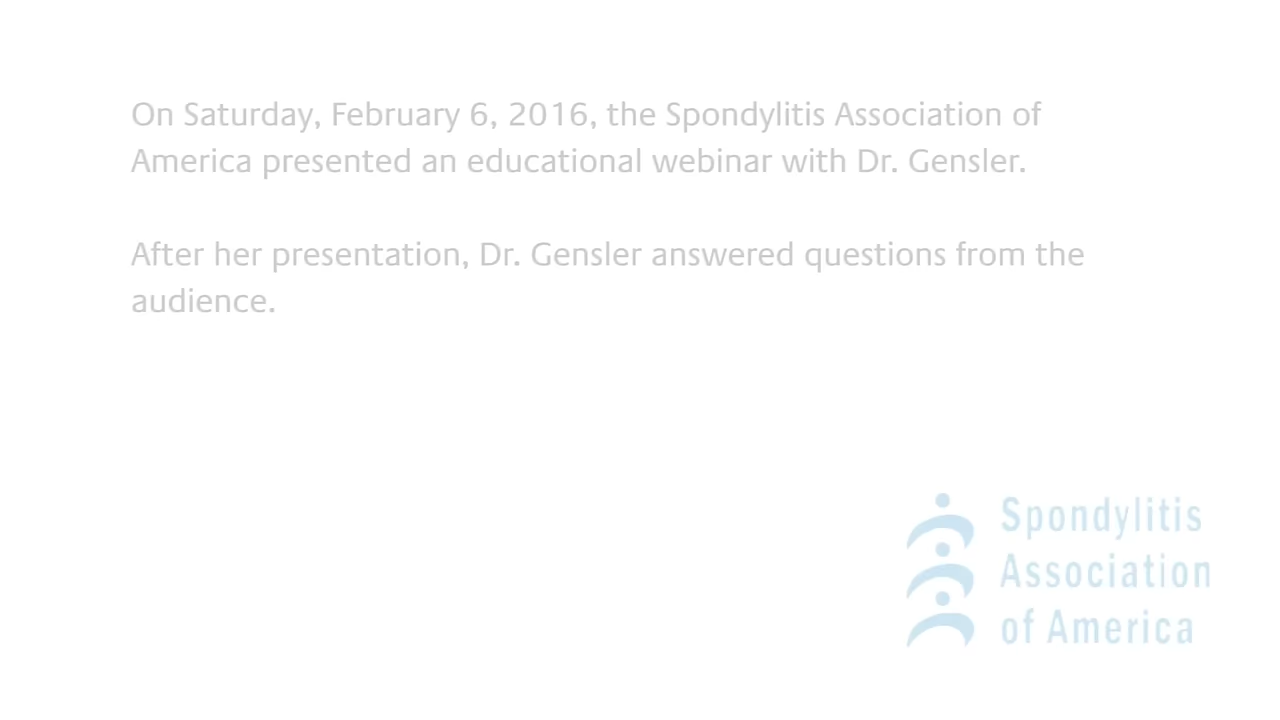 On Saturday, February 6, 2016, the Spondylitis Association of
America presented an educational webinar with Dr. Gensler.
After her presentation, Dr. Gensler answered questions from the
audience.
Spondylitis
Association
of America